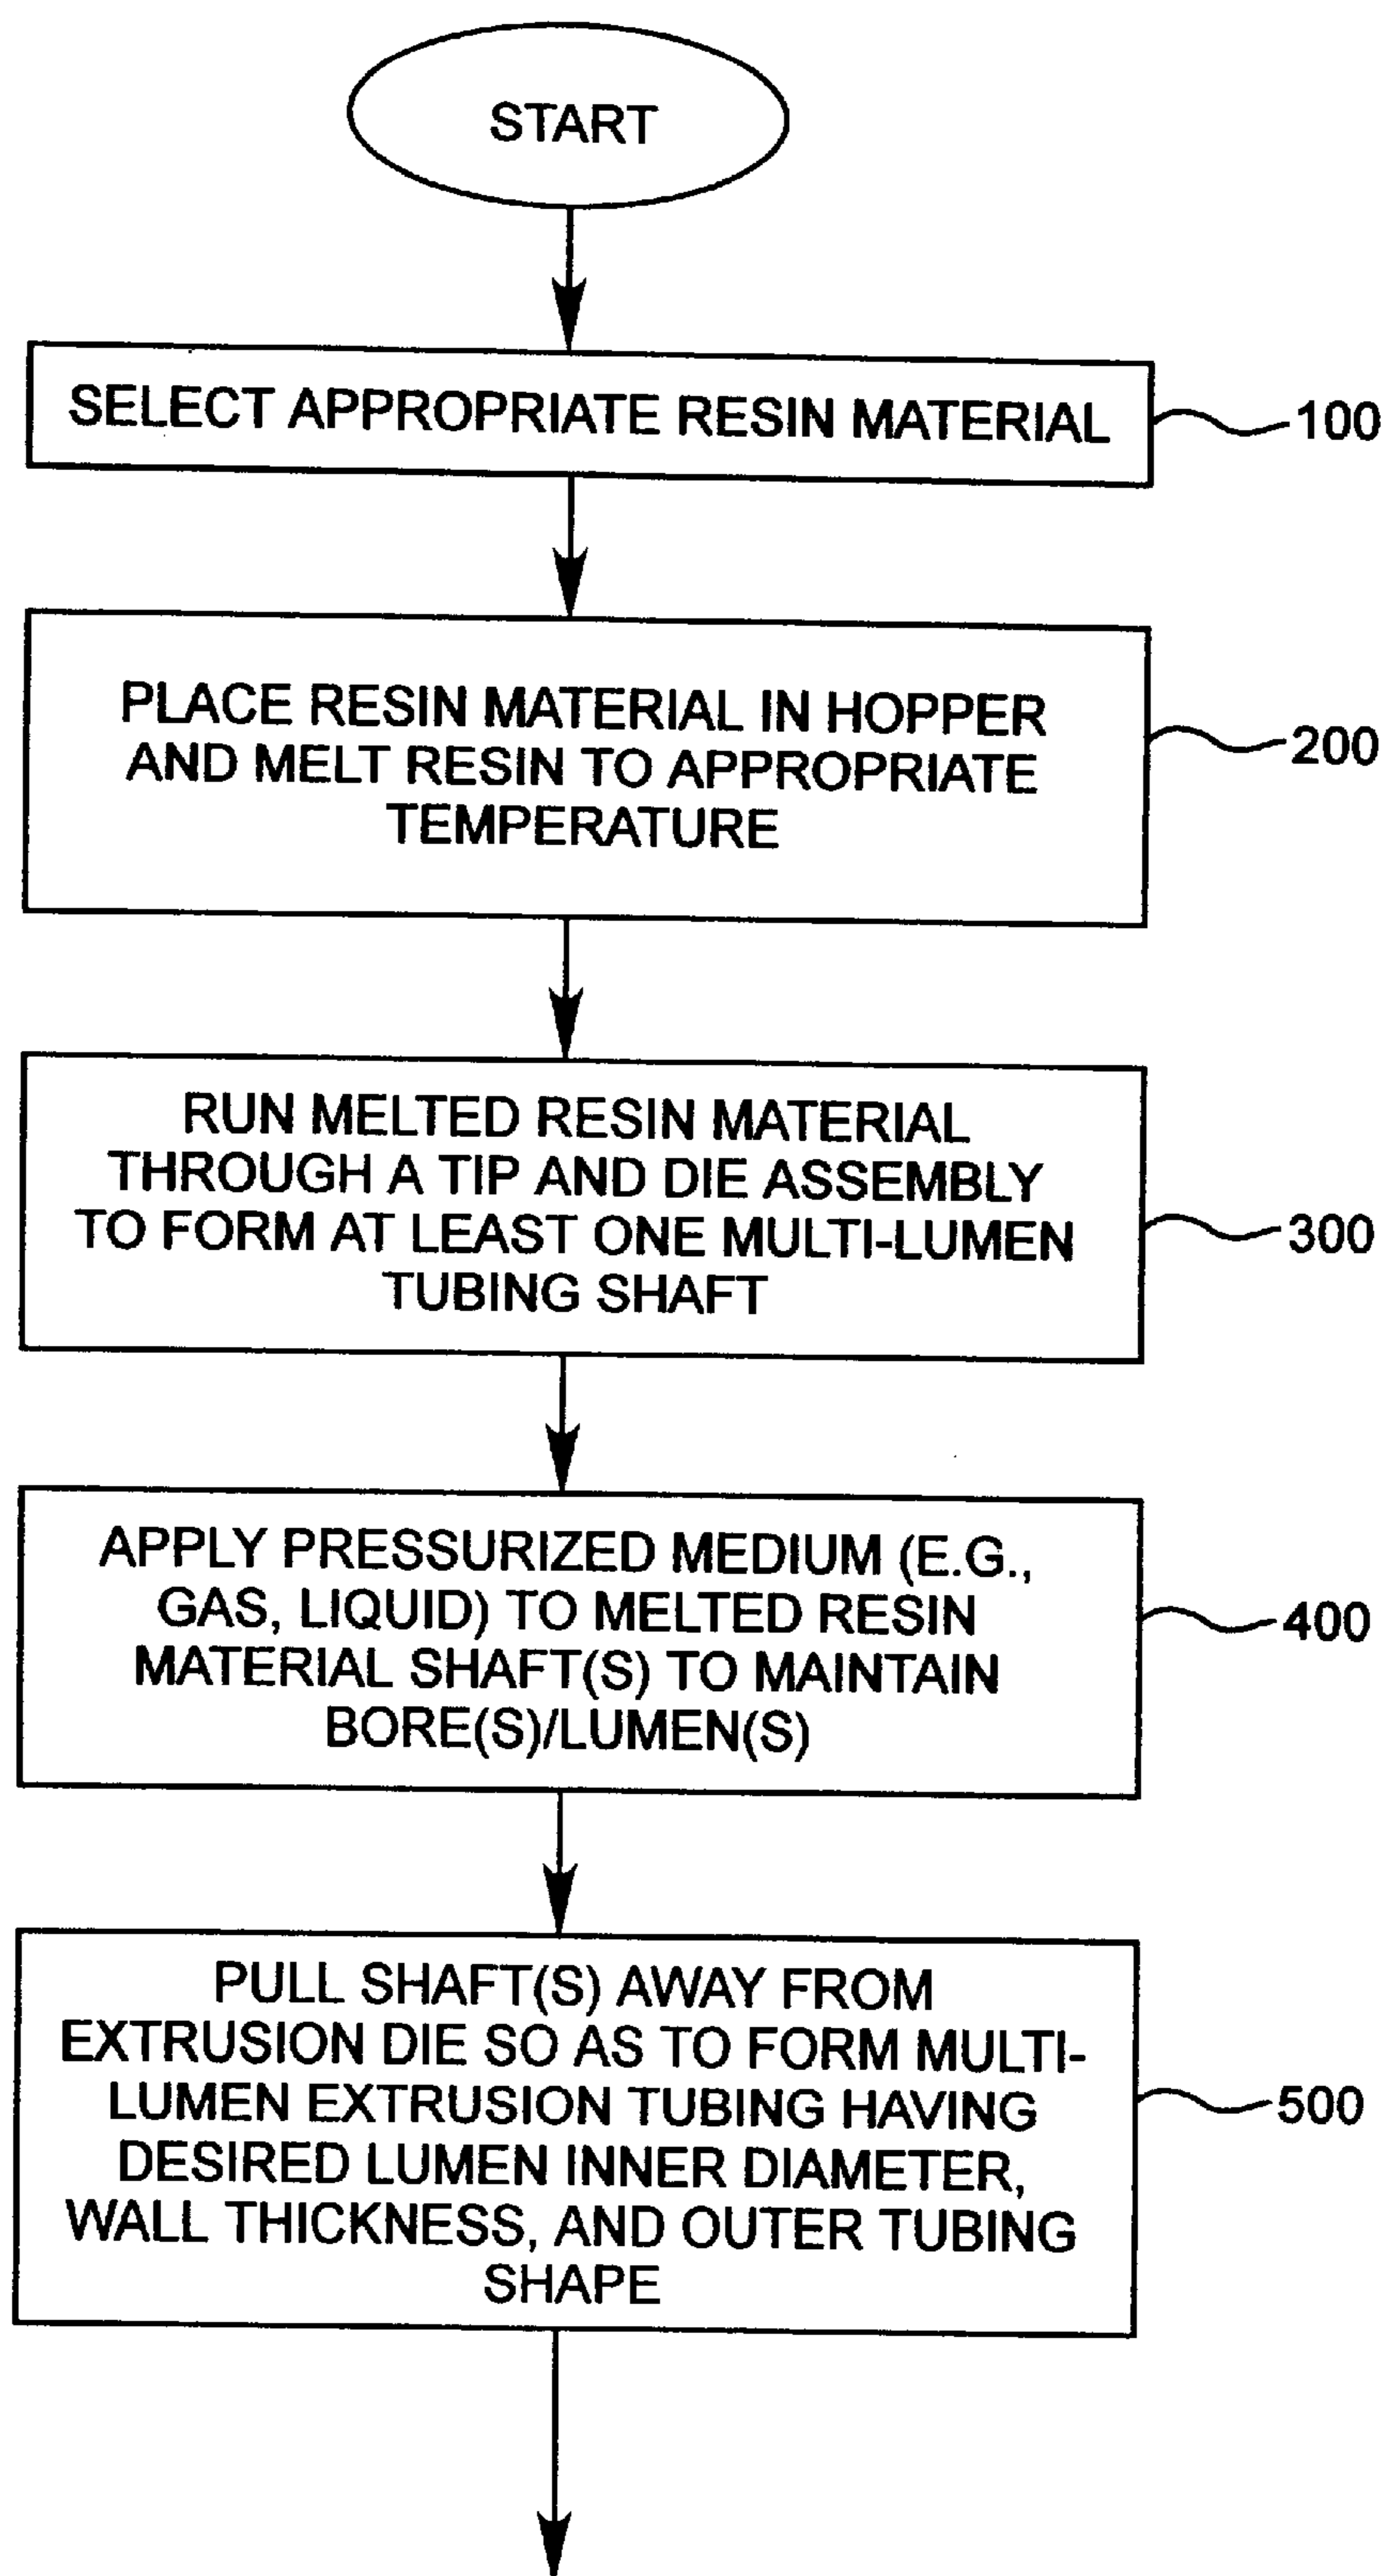 START
SELECT APPROPRIATE RESIN MATERIAL
100
PLACE RESIN MATERIAL IN HOPPER
AND MELT RESIN TO APPROPRIATE
TEMPERATURE
200
RUN MELTED RESIN MATERIAL
THROUGH A TIP AND DIE ASSEMBLY
TO FORM AT LEAST ONE MULTI-LUMEN
TUBING SHAFT
300
APPLY PRESSURIZED MEDIUM (E.G.,
GAS, LIQUID) TO MELTED RESIN
MATERIAL SHAFT(S) TO MAINTAIN
BORE(S)/LUMEN(S)
400
PULL SHAFT(S) AWAY FROM
EXTRUSION DIE SO AS TO FORM MULTI-
LUMEN EXTRUSION TUBING HAVING
DESIRED LUMEN INNER DIAMETER,
WALL THICKNESS, AND OUTER TUBING
SHAPE
500